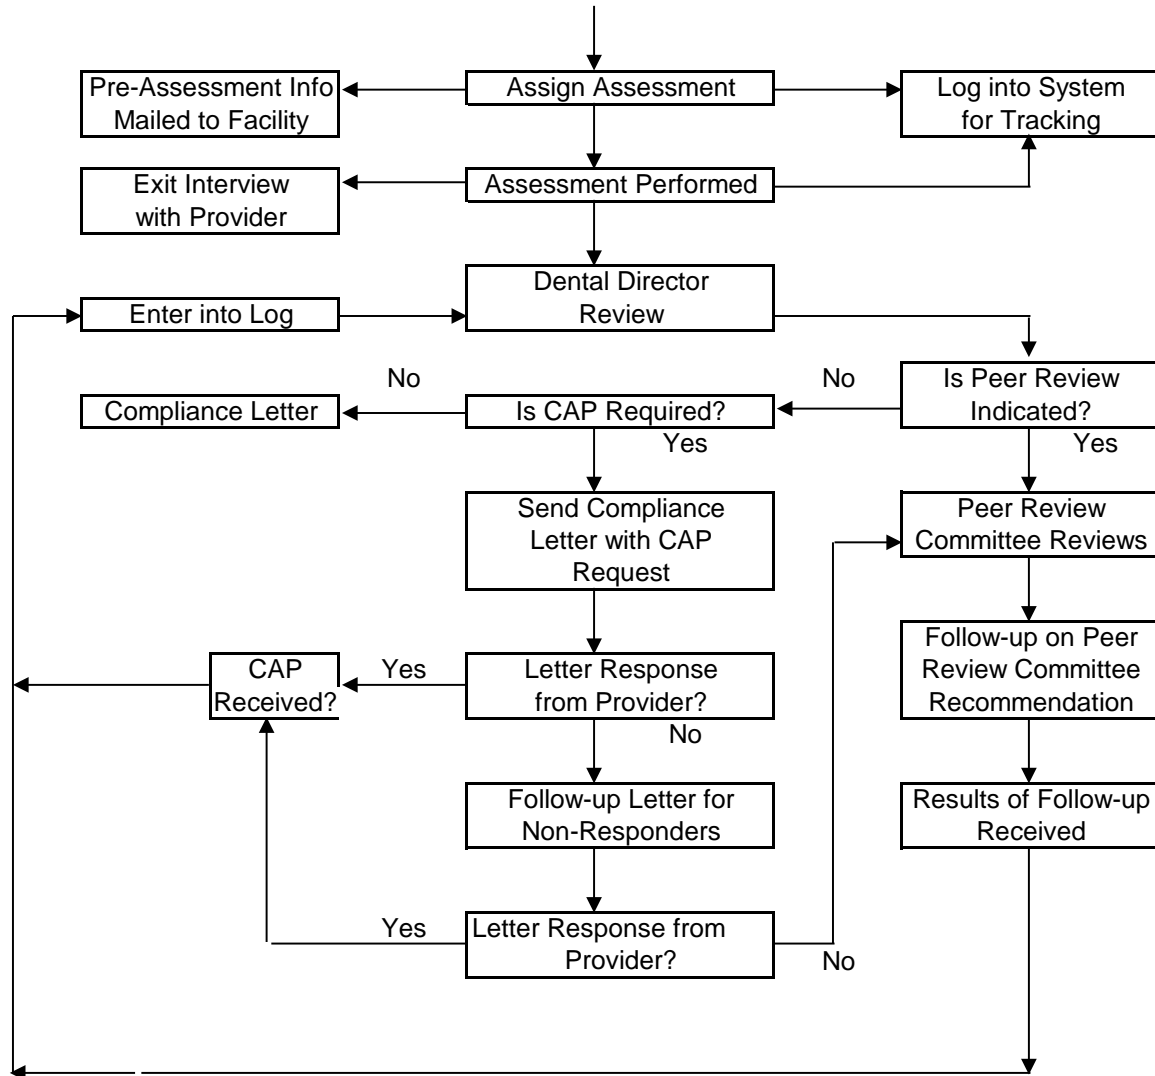 Pre-Assessment Info
Mailed to Facility
Assign Assessment
Log into System
for Tracking
Exit Interview
with Provider
Assessment Performed
Dental Director
Review
Enter into Log
No
No
Is Peer Review
Indicated?
Compliance Letter
Is CAP Required?
Yes
Yes
Send Compliance
Letter with CAP
Request
Peer Review
Committee Reviews
CAP
Received?
Yes
Letter Response
from Provider?
No
Follow-up on Peer
Review Committee
Recommendation
Follow-up Letter for
Non-Responders
Results of Follow-up
Received
Yes
Letter Response from
Provider?
No